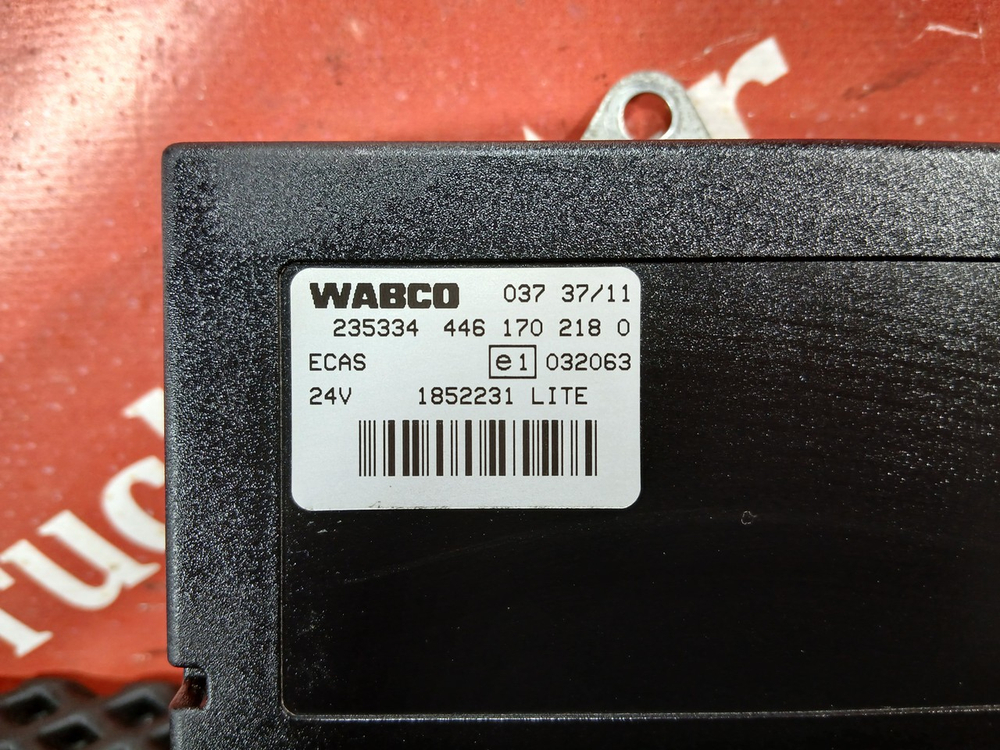 WABCO 037 37/11
235334 446 170 218 0
ECAS e1 032063
24V 1852231 LITE